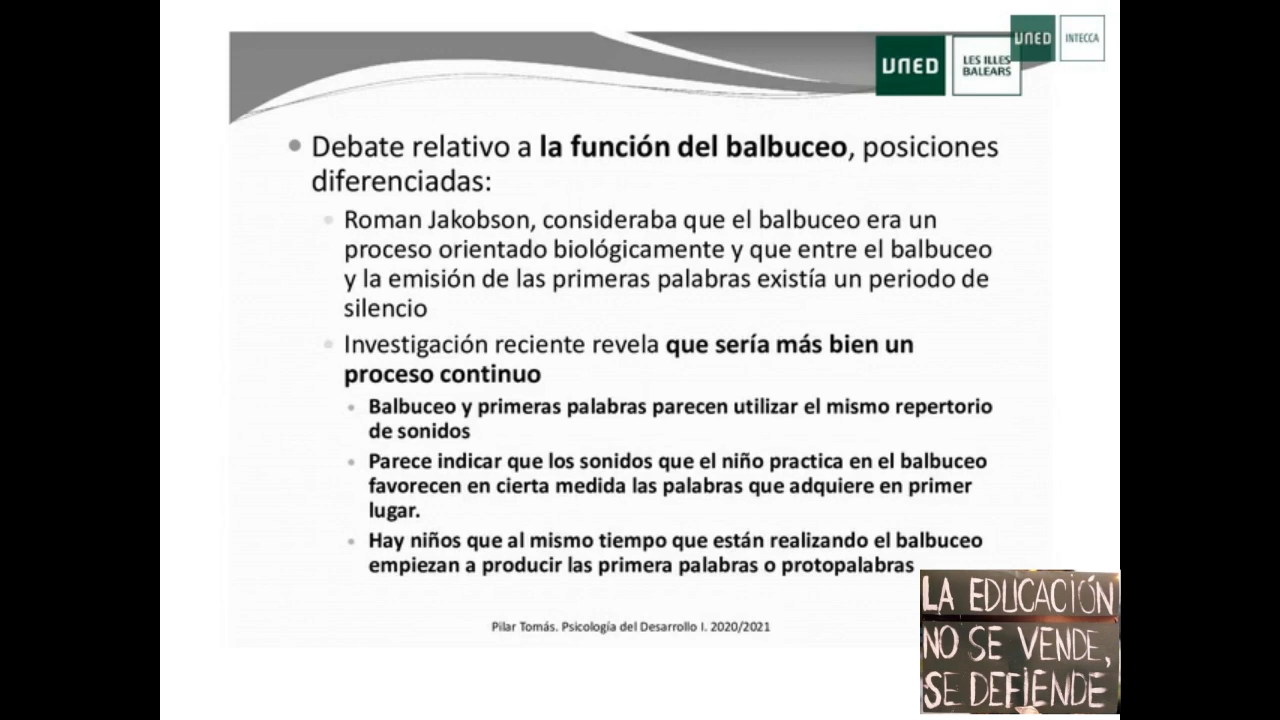 UNED
INTECCA
UNED
LES ILLES
BALEARS
Debate relativo a la función del balbuceo, posiciones
diferenciadas:
Roman Jakobson, consideraba que el balbuceo era un
proceso orientado biológicamente y que entre el balbuceo
y la emisión de las primeras palabras existía un periodo de
silencio
Investigación reciente revela que sería más bien un
proceso continuo
Balbuceo y primeras palabras parecen utilizar el mismo repertorio
de sonidos
Parece indicar que los sonidos que el niño practica en el balbuceo
favorecen en cierta medida las palabras que adquiere en primer
lugar.
Hay niños que al mismo tiempo que están realizando el balbuceo
empiezan a producir las primera palabras o protopalabras
Pilar Tomás. Psicología del Desarrollo I. 2020/2021
LA EDUCACIÓN
NO SE VENDE,
SE DEFIENDE